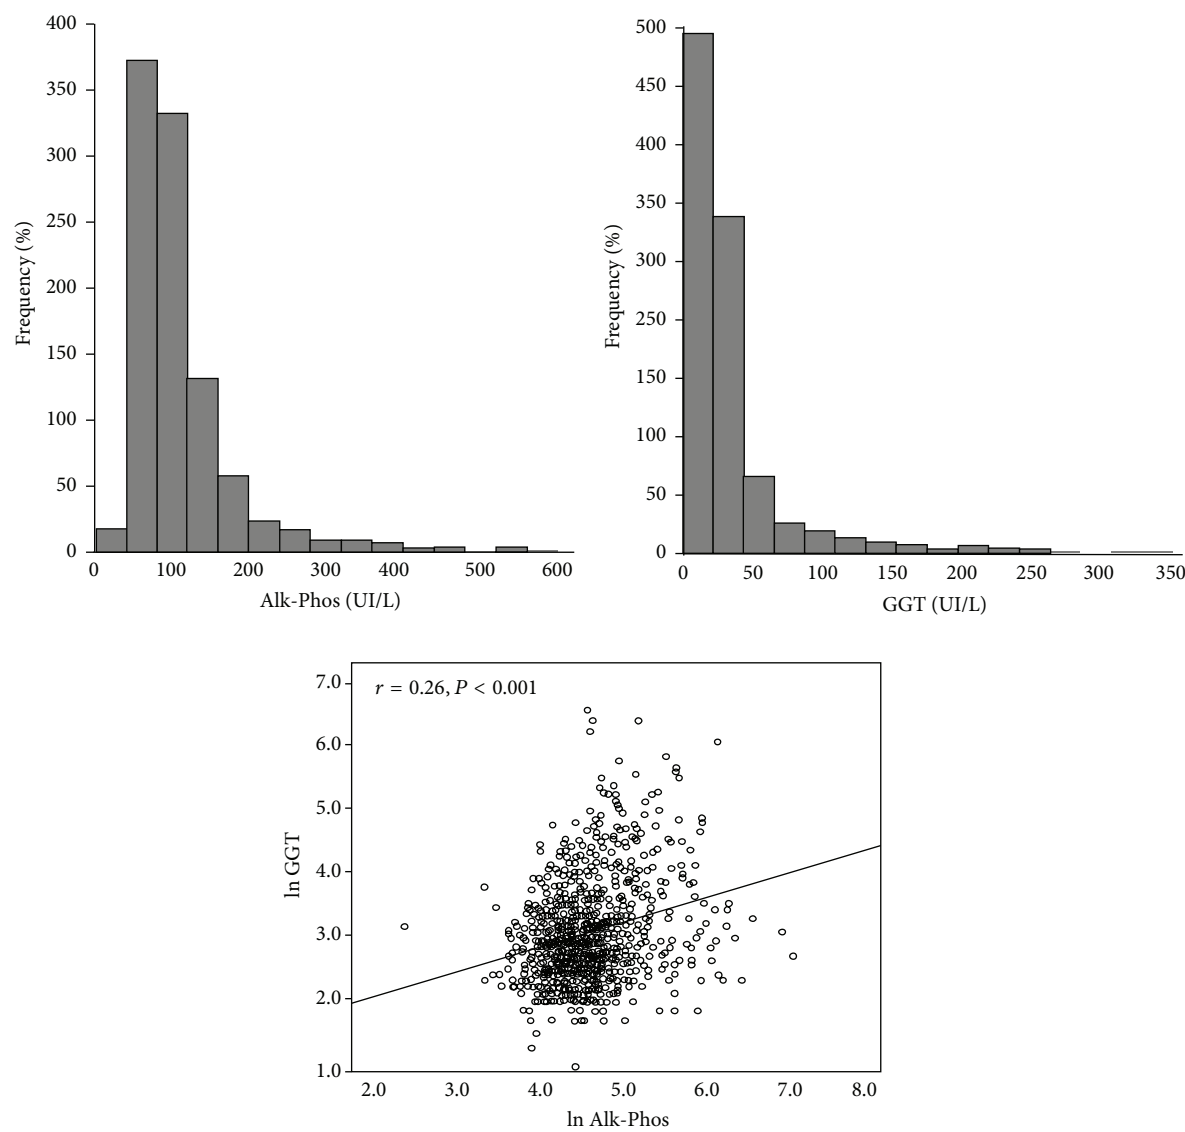 400
350
300
250
200
150
100
50
0
Frequency (%)
0 100 200 300 400 500 600
Alk-Phos (UI/L)
500
450
400
350
300
250
200
150
100
50
0
Frequency (%)
0 50 100 150 200 250 300 350
GGT (UI/L)
r = 0.26, P < 0.001
7.0
6.0
5.0
4.0
3.0
2.0
1.0
ln GGT
2.0 3.0 4.0 5.0 6.0 7.0 8.0
ln Alk-Phos